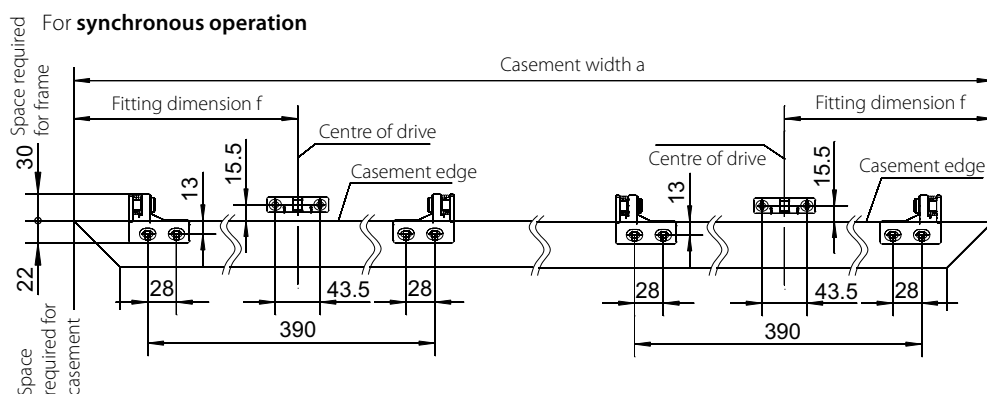 For synchronous operation
Space required
for frame
Casement width a
Fitting dimension f
Fitting dimension f
Centre of drive
Centre of drive
Casement edge
Casement edge
30
13
15.5
13
15.5
22
28
43.5
28
28
43.5
28
390
390
Space
required for
casement